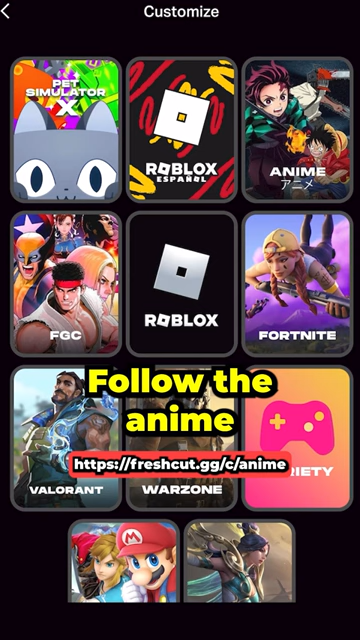 Customize
PET
SIMULATOR
X
ROBLOX
ESPAÑOL
ANIME
アニメ
FGC
ROBLOX
FORTNITE
Follow the
anime
https://freshcut.gg/c/anime
VALORANT
WARZONE